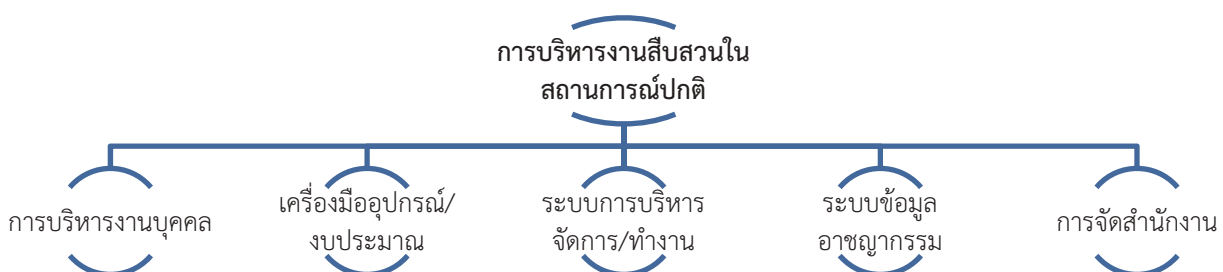 การบริหารงานสืบสวนใน
สถานการณ์ปกติ
การบริหารงานบุคคล
เครื่องมืออุปกรณ์/
งบประมาณ
ระบบการบริหาร
จัดการ/ทำงาน
ระบบข้อมูล
อาชญากรรม
การจัดสำนักงาน